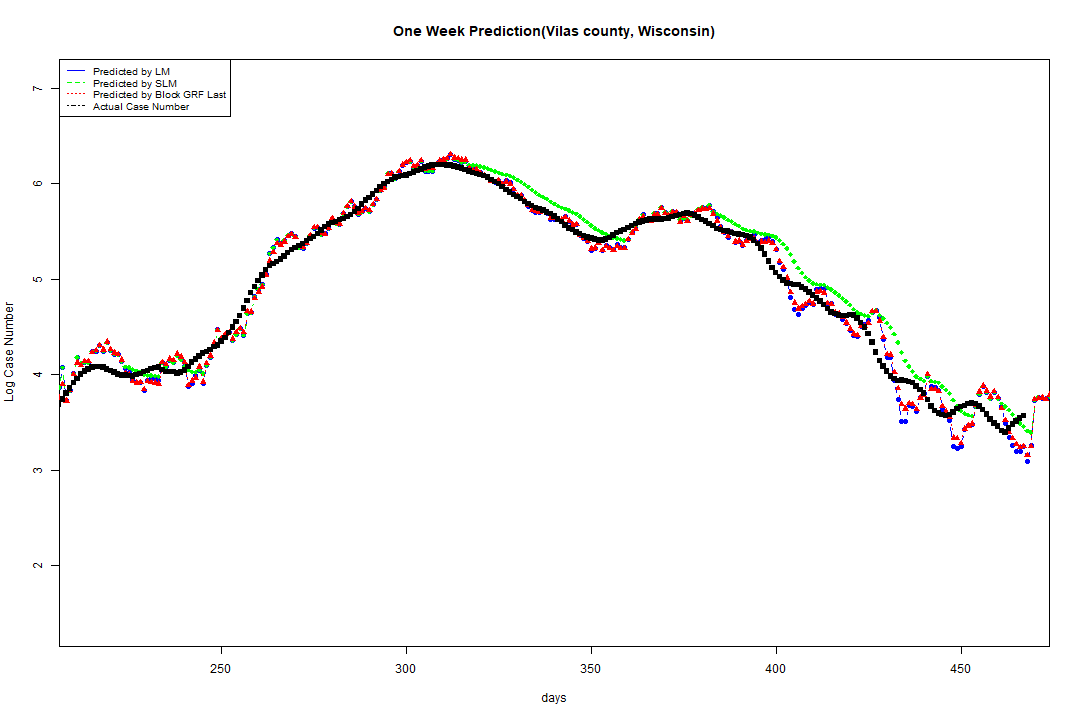 One Week Prediction(Vilas county, Wisconsin)
Predicted by LM
Predicted by SLM
Predicted by Block GRF Last
Actual Case Number
7
6
5
4
3
2
Log Case Number
250
300
350
400
450
days